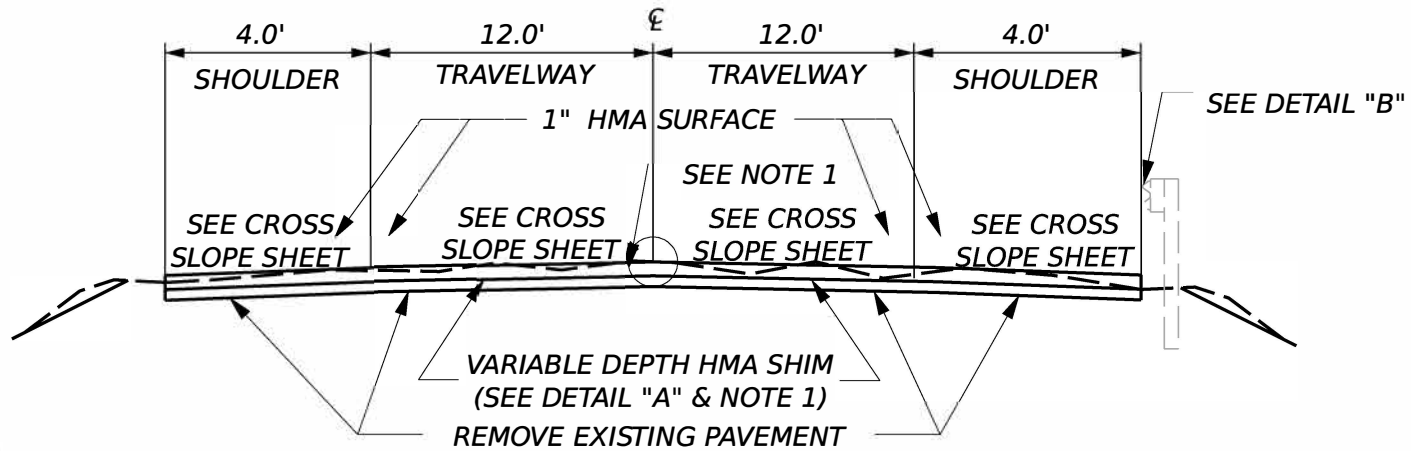 ℄
4.0' 12.0' 12.0' 4.0'
SHOULDER TRAVELWAY TRAVELWAY SHOULDER
SEE DETAIL "B"
1" HMA SURFACE
SEE NOTE 1
SEE CROSS
SLOPE SHEET
SEE CROSS
SLOPE SHEET
SEE CROSS
SLOPE SHEET
SEE CROSS
SLOPE SHEET
VARIABLE DEPTH HMA SHIM
(SEE DETAIL "A" & NOTE 1)
REMOVE EXISTING PAVEMENT